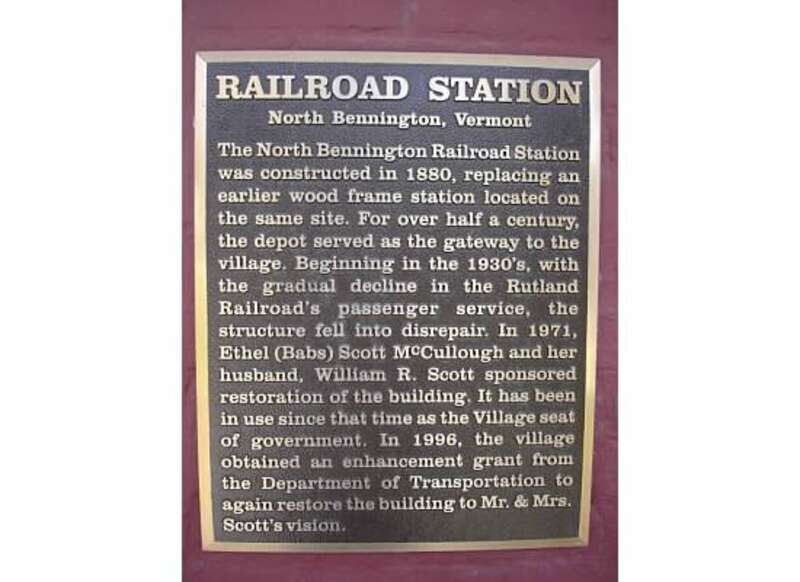 RAILROAD STATION
North Bennington, Vermont
The North Bennington Railroad Station
was constructed in 1880, replacing an
earlier wood frame station located on
the same site. For over half a century,
the depot served as the gateway to the
village. Beginning in the 1930's, with
the gradual decline in the Rutland
Railroad's passenger service, the
structure fell into disrepair. In 1971,
Ethel (Babs) Scott McCullough and her
husband, William R. Scott sponsored
restoration of the building. It has been
in use since that time as the Village seat
of government. In 1996, the village
obtained an enhancement grant from
the Department of Transportation to
again restore the building to Mr. & Mrs.
Scott's vision.